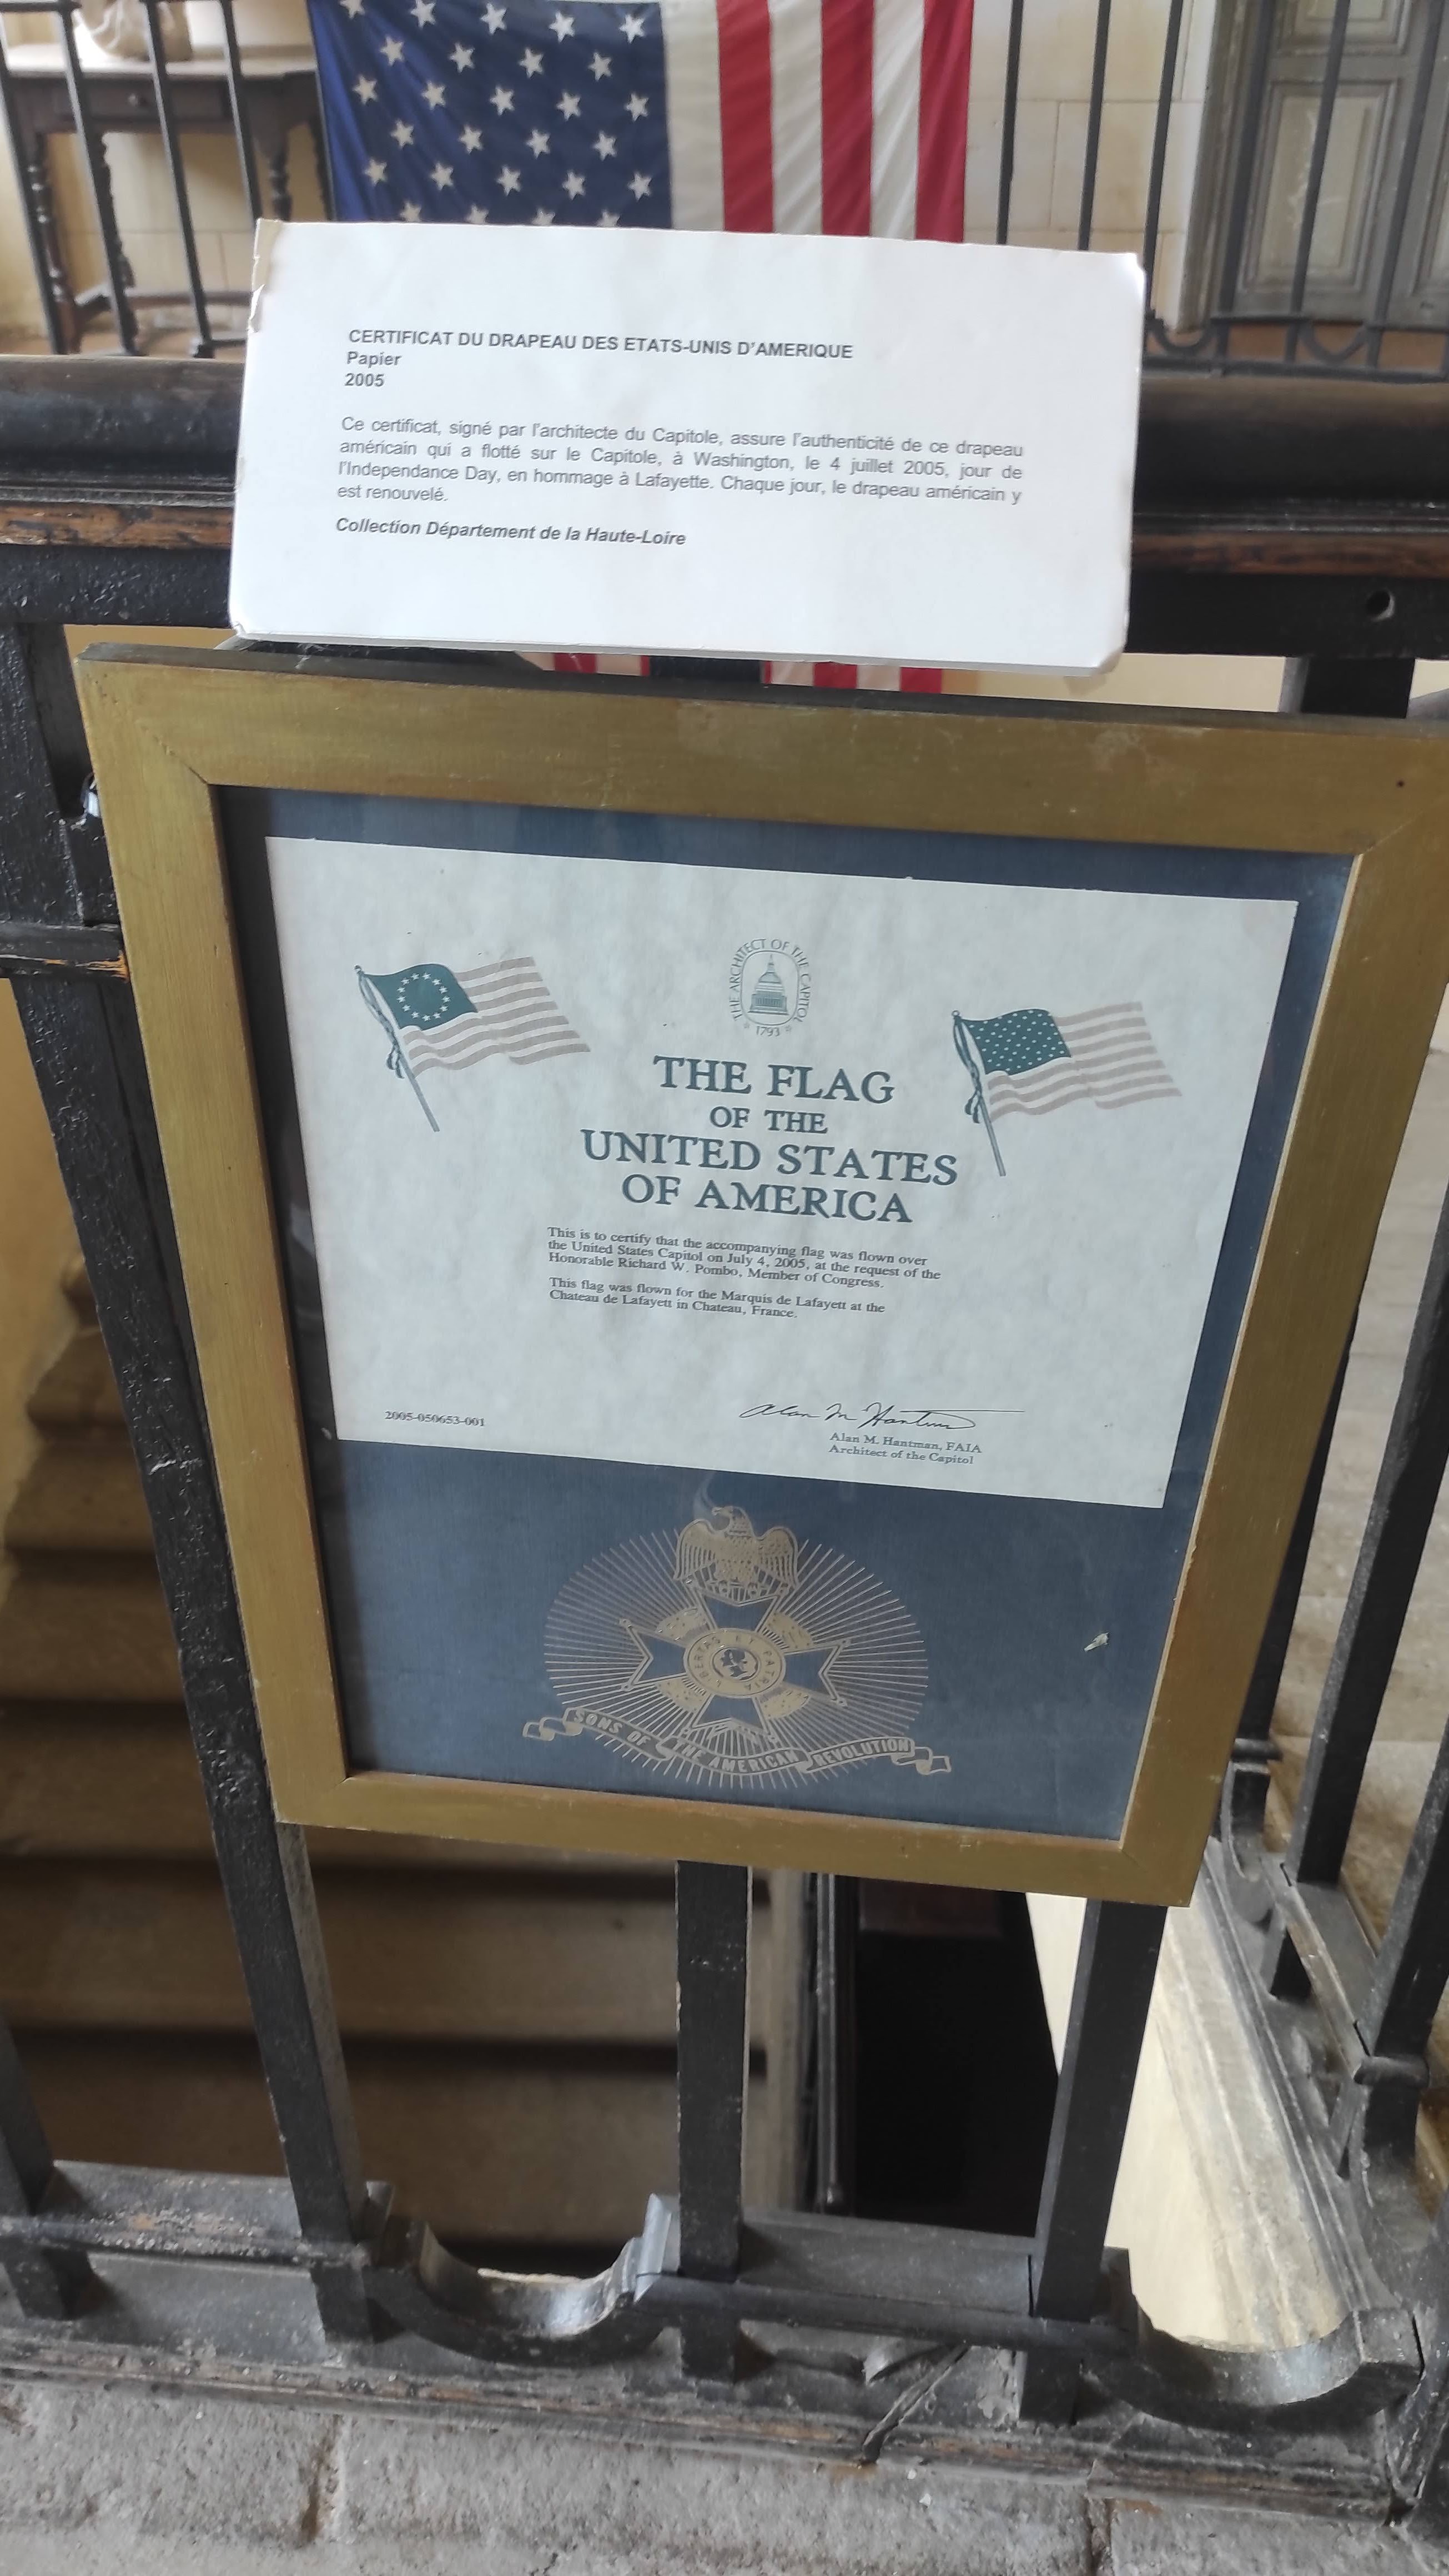 CERTIFICAT DU DRAPEAU DES ETATS-UNIS D'AMERIQUE
Papier
2005
Ce certificat, signé par l'architecte du Capitole, assure l'authenticité de ce drapeau
américain qui a flotté sur le Capitole, à Washington, le 4 juillet 2005, jour de
l'Independance Day, en hommage à Lafayette. Chaque jour, le drapeau américain y
est renouvelé.
Collection Département de la Haute-Loire
THE ARCHITECT OF THE CAPITOL
1793
THE FLAG
OF THE
UNITED STATES
OF AMERICA
This is to certify that the accompanying flag was flown over
the United States Capitol on July 4, 2005, at the request of the
Honorable Richard W. Pombo, Member of Congress.
This flag was flown for the Marquis de Lafayett at the
Chateau de Lafayett in Chateau, France.
2005-050653-001
Alan M Hantman
Alan M. Hantman, FAIA
Architect of the Capitol
LIBERTAS ET PATRIA
SONS OF THE AMERICAN REVOLUTION